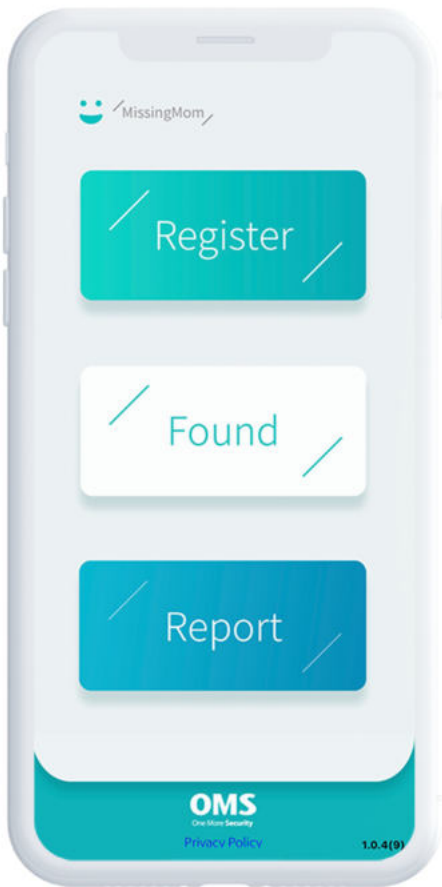 MissingMom
Register
Found
Report
OMS
One More Security
Privacy Policy
1.0.4(9)